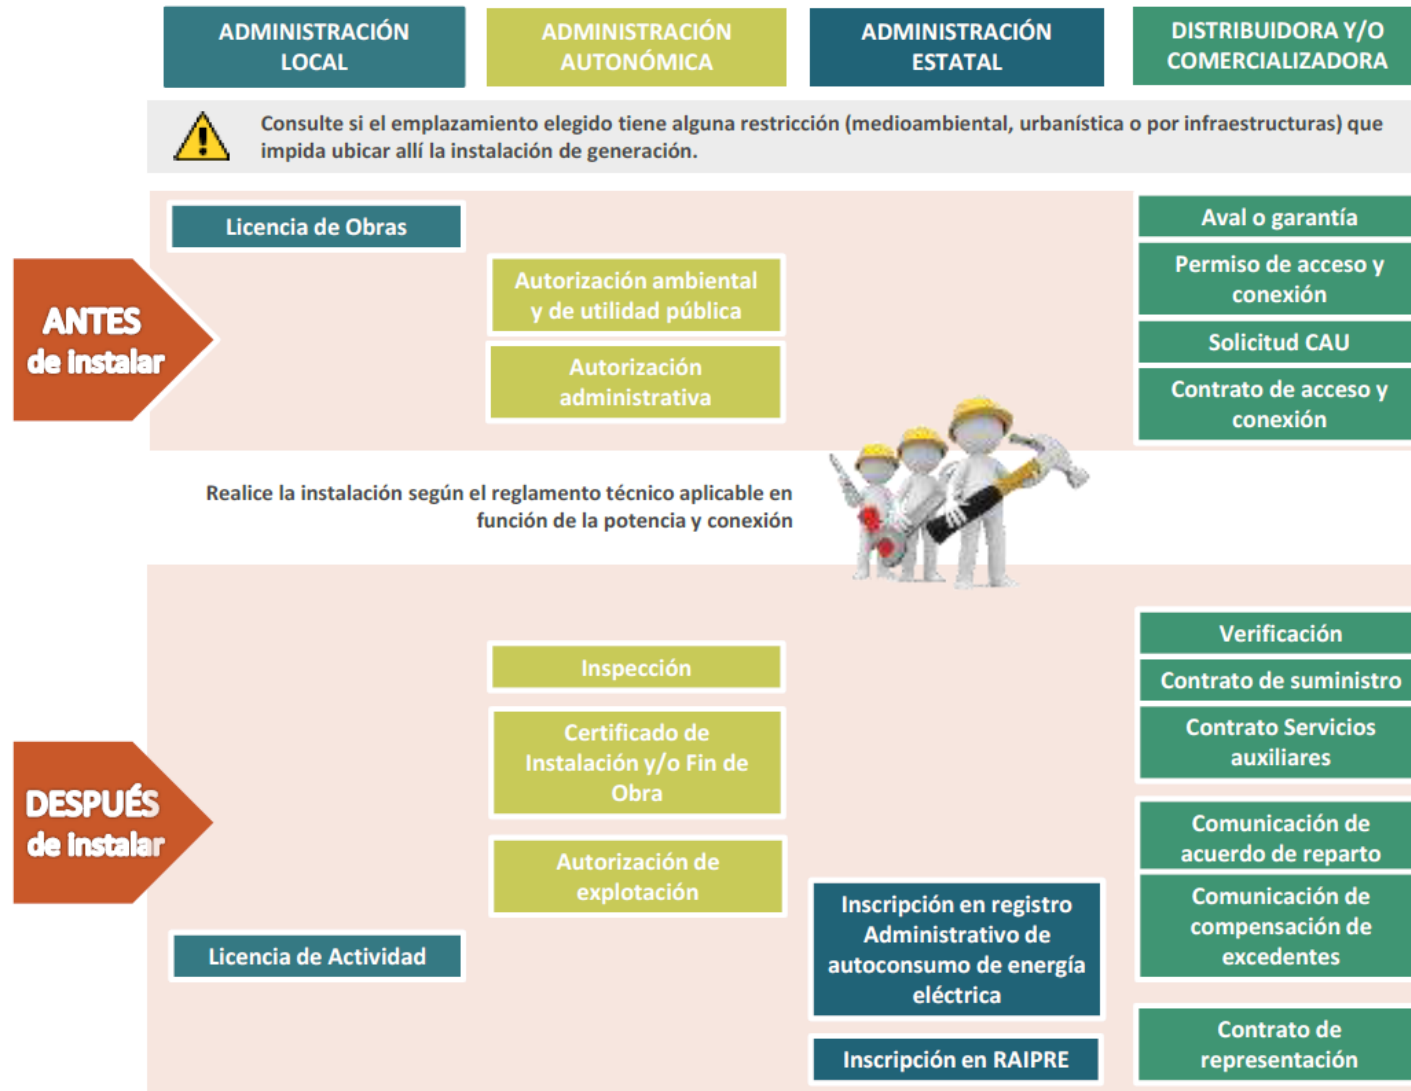 ADMINISTRACIÓN
LOCAL
ADMINISTRACIÓN
AUTONÓMICA
ADMINISTRACIÓN
ESTATAL
DISTRIBUIDORA Y/O
COMERCIALIZADORA
Consulte si el emplazamiento elegido tiene alguna restricción (medioambiental, urbanística o por infraestructuras) que
impida ubicar allí la instalación de generación.
ANTES
de instalar
Licencia de Obras
Autorización ambiental
y de utilidad pública
Autorización
administrativa
Aval o garantía
Permiso de acceso y
conexión
Solicitud CAU
Contrato de acceso y
conexión
Realice la instalación según el reglamento técnico aplicable en
función de la potencia y conexión
DESPUÉS
de instalar
Licencia de Actividad
Inspección
Certificado de
Instalación y/o Fin de
Obra
Autorización de
explotación
Inscripción en registro
Administrativo de
autoconsumo de energía
eléctrica
Inscripción en RAIPRE
Verificación
Contrato de suministro
Contrato Servicios
auxiliares
Comunicación de
acuerdo de reparto
Comunicación de
compensación de
excedentes
Contrato de
representación